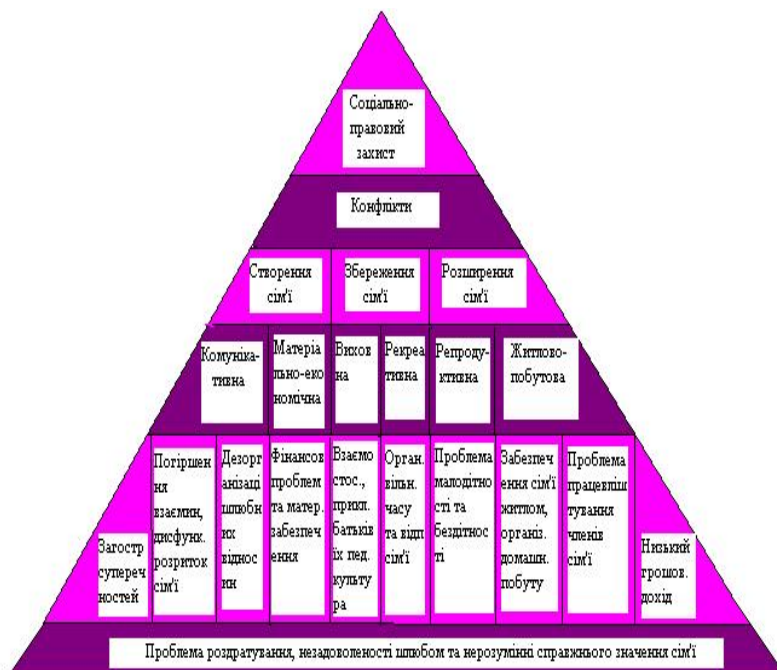 Соціально-
правовий
захист
Конфлікти
Створення
сім'ї
Збереження
сім'ї
Розширення
сім'ї
Комуніка-
тивна
Матеріа
льно-еко
номічна
Вихов
на
Рекреа
тивна
Репроду-
ктивна
Житлово-
побутова
Загостр
супереч
ностей
Погіршен
ня
взаємин,
дисфунк.
розриток
сім'ї
Дезорг
анізаці
шлюбн
их
віднос
ин
Фінансов
проблем
та матер.
забезпеч
ення
Взаємо
стос.,
прикл.
батьків
їх пед.
культу
ра
Орган.
вільн.
часу
та відп
сім'ї
Проблема
малодітно
сті та
бездітнос
ті
Забезпеч
ення сім'ї
житлом,
організ.
домашн.
побуту
Проблема
працевлш
тування
членів
сім'ї
Низький
грошов.
дохід
Проблема роздратування, незадоволеності шлюбом та нерозумінні справжнього значення сім'ї